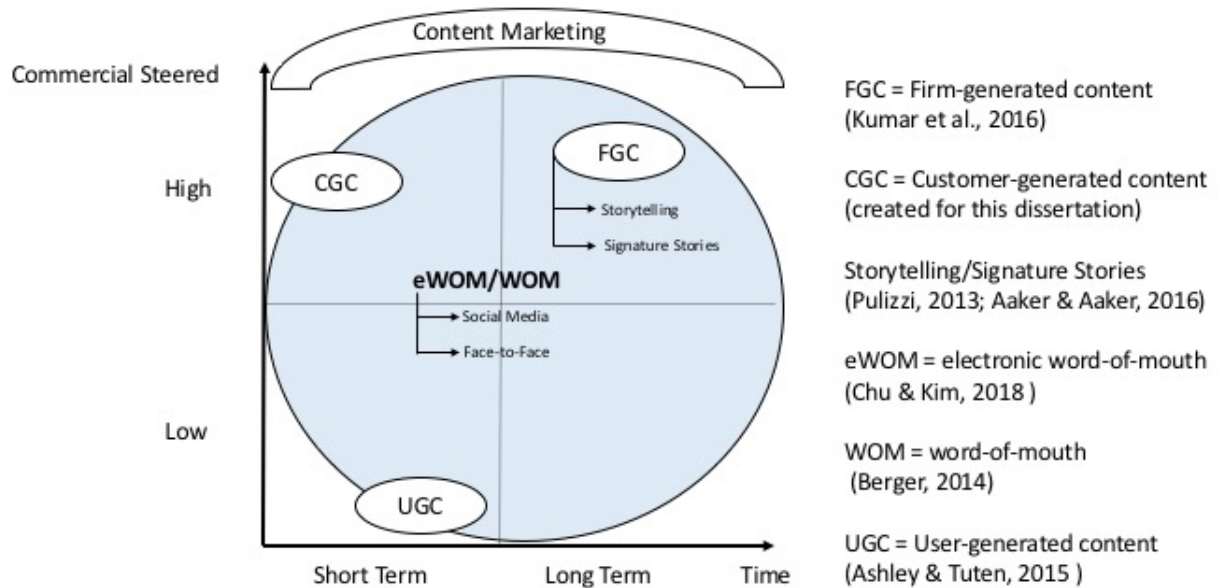 Content Marketing
Commercial Steered
High
Low
CGC
FGC
Storytelling
Signature Stories
eWOM/WOM
Social Media
Face-to-Face
UGC
Short Term
Long Term
Time
FGC = Firm-generated content
(Kumar et al., 2016)
CGC = Customer-generated content
(created for this dissertation)
Storytelling/Signature Stories
(Pulizzi, 2013; Aaker & Aaker, 2016)
eWOM = electronic word-of-mouth
(Chu & Kim, 2018 )
WOM = word-of-mouth
(Berger, 2014)
UGC = User-generated content
(Ashley & Tuten, 2015 )